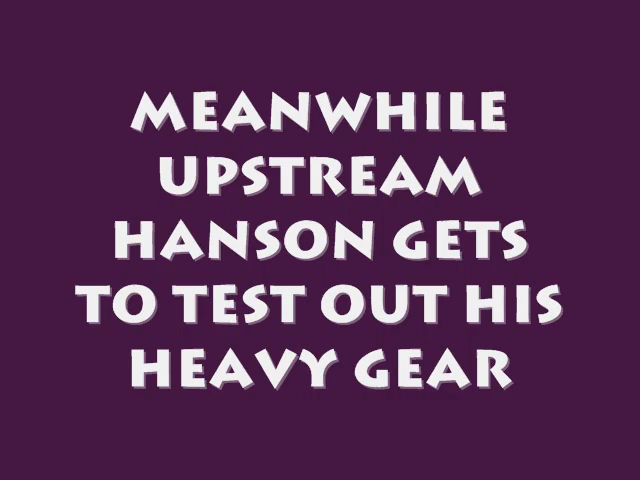 MEANWHILE
UPSTREAM
HANSON GETS
TO TEST OUT HIS
HEAVY GEAR